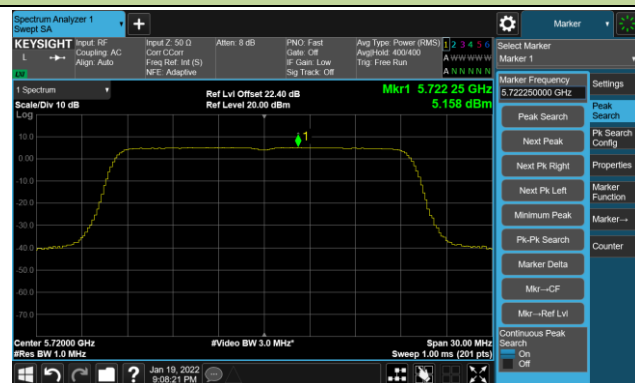 Spectrum Analyzer 1
Swept SA
Marker
KEYSIGHT
L
Input: RF
Coupling: AC
Align: Auto
Input Z: 50 Ω
Corr CCorr
Freq Ref: Int (S)
NFE: Adaptive
Atten: 8 dB
PNO: Fast
Gate: Off
IF Gain: Low
Sig Track: Off
Avg Type: Power (RMS)
Avg|Hold: 400/400
Trig: Free Run
1 2 3 4 5 6
A W W W W W
A N N N N N
Select Marker
Marker 1
1 Spectrum
Scale/Div 10 dB
Log
Ref Lvl Offset 22.40 dB
Ref Level 20.00 dBm
Mkr1 5.722 25 GHz
5.158 dBm
1
10.0
0.00
-10.0
-20.0
-30.0
-40.0
-50.0
-60.0
-70.0
Center 5.72000 GHz
#Res BW 1.0 MHz
#Video BW 3.0 MHz*
Span 30.00 MHz
Sweep 1.00 ms (201 pts)
Marker Frequency
5.722250000 GHz
Peak Search
Next Peak
Next Pk Right
Next Pk Left
Minimum Peak
Pk-Pk Search
Marker Delta
Mkr→CF
Mkr→Ref Lvl
Continuous Peak
Search
On
Off
Settings
Peak
Search
Pk Search
Config
Properties
Marker
Function
Marker→
Counter
Jan 19, 2022
9:08:21 PM